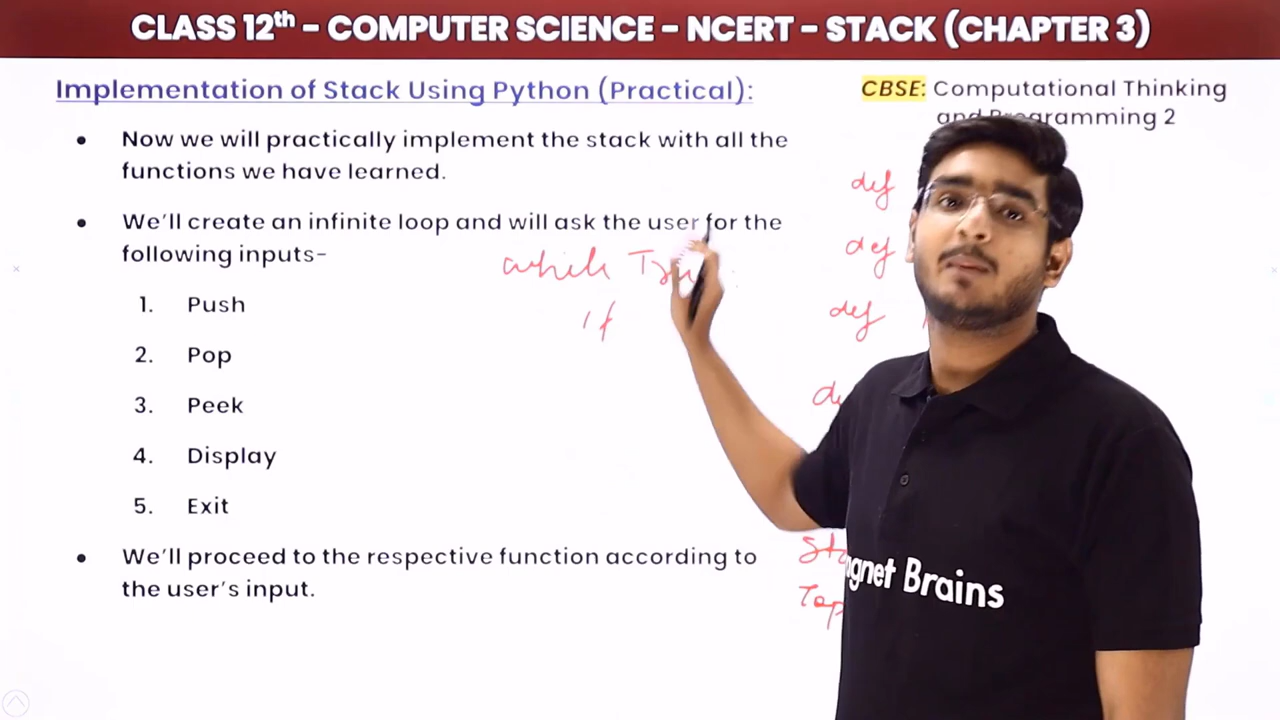 CLASS 12th - COMPUTER SCIENCE - NCERT - STACK (CHAPTER 3)
Implementation of Stack Using Python (Practical):
• Now we will practically implement the stack with all the
functions we have learned.
• We'll create an infinite loop and will ask the user for the
following inputs-
1. Push
2. Pop
3. Peek
4. Display
5. Exit
• We'll proceed to the respective function according to
the user's input.
while
if
CBSE: Computational Thinking
and Programming 2
def
def
def
Top
gnet Brains